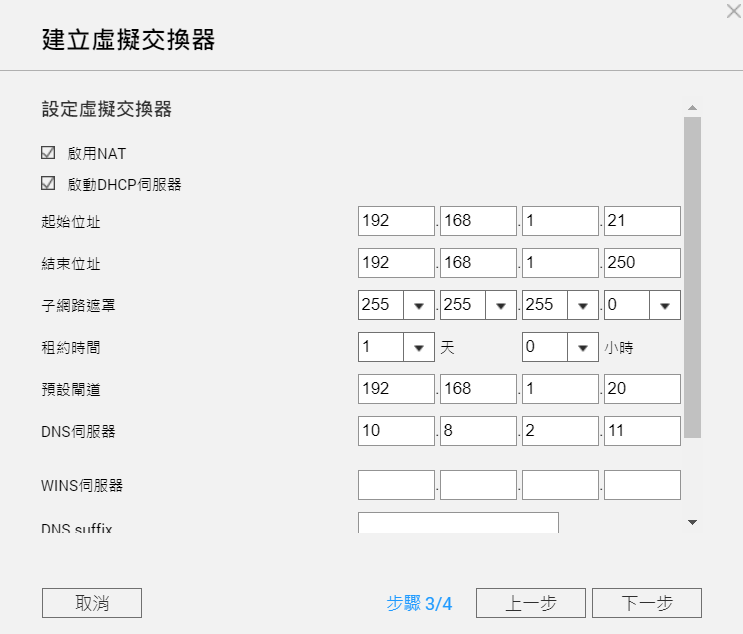 建立虛擬交換器
設定虛擬交換器
啟用NAT
啟動DHCP伺服器
起始位址 192 . 168 . 1 . 21
結束位址 192 . 168 . 1 . 250
子網路遮罩 255 . 255 . 255 . 0
租約時間 1 天 0 小時
預設閘道 192 . 168 . 1 . 20
DNS伺服器 10 . 8 . 2 . 11
WINS伺服器 . . .
DNS suffix
取消 步驟 3/4 上一步 下一步